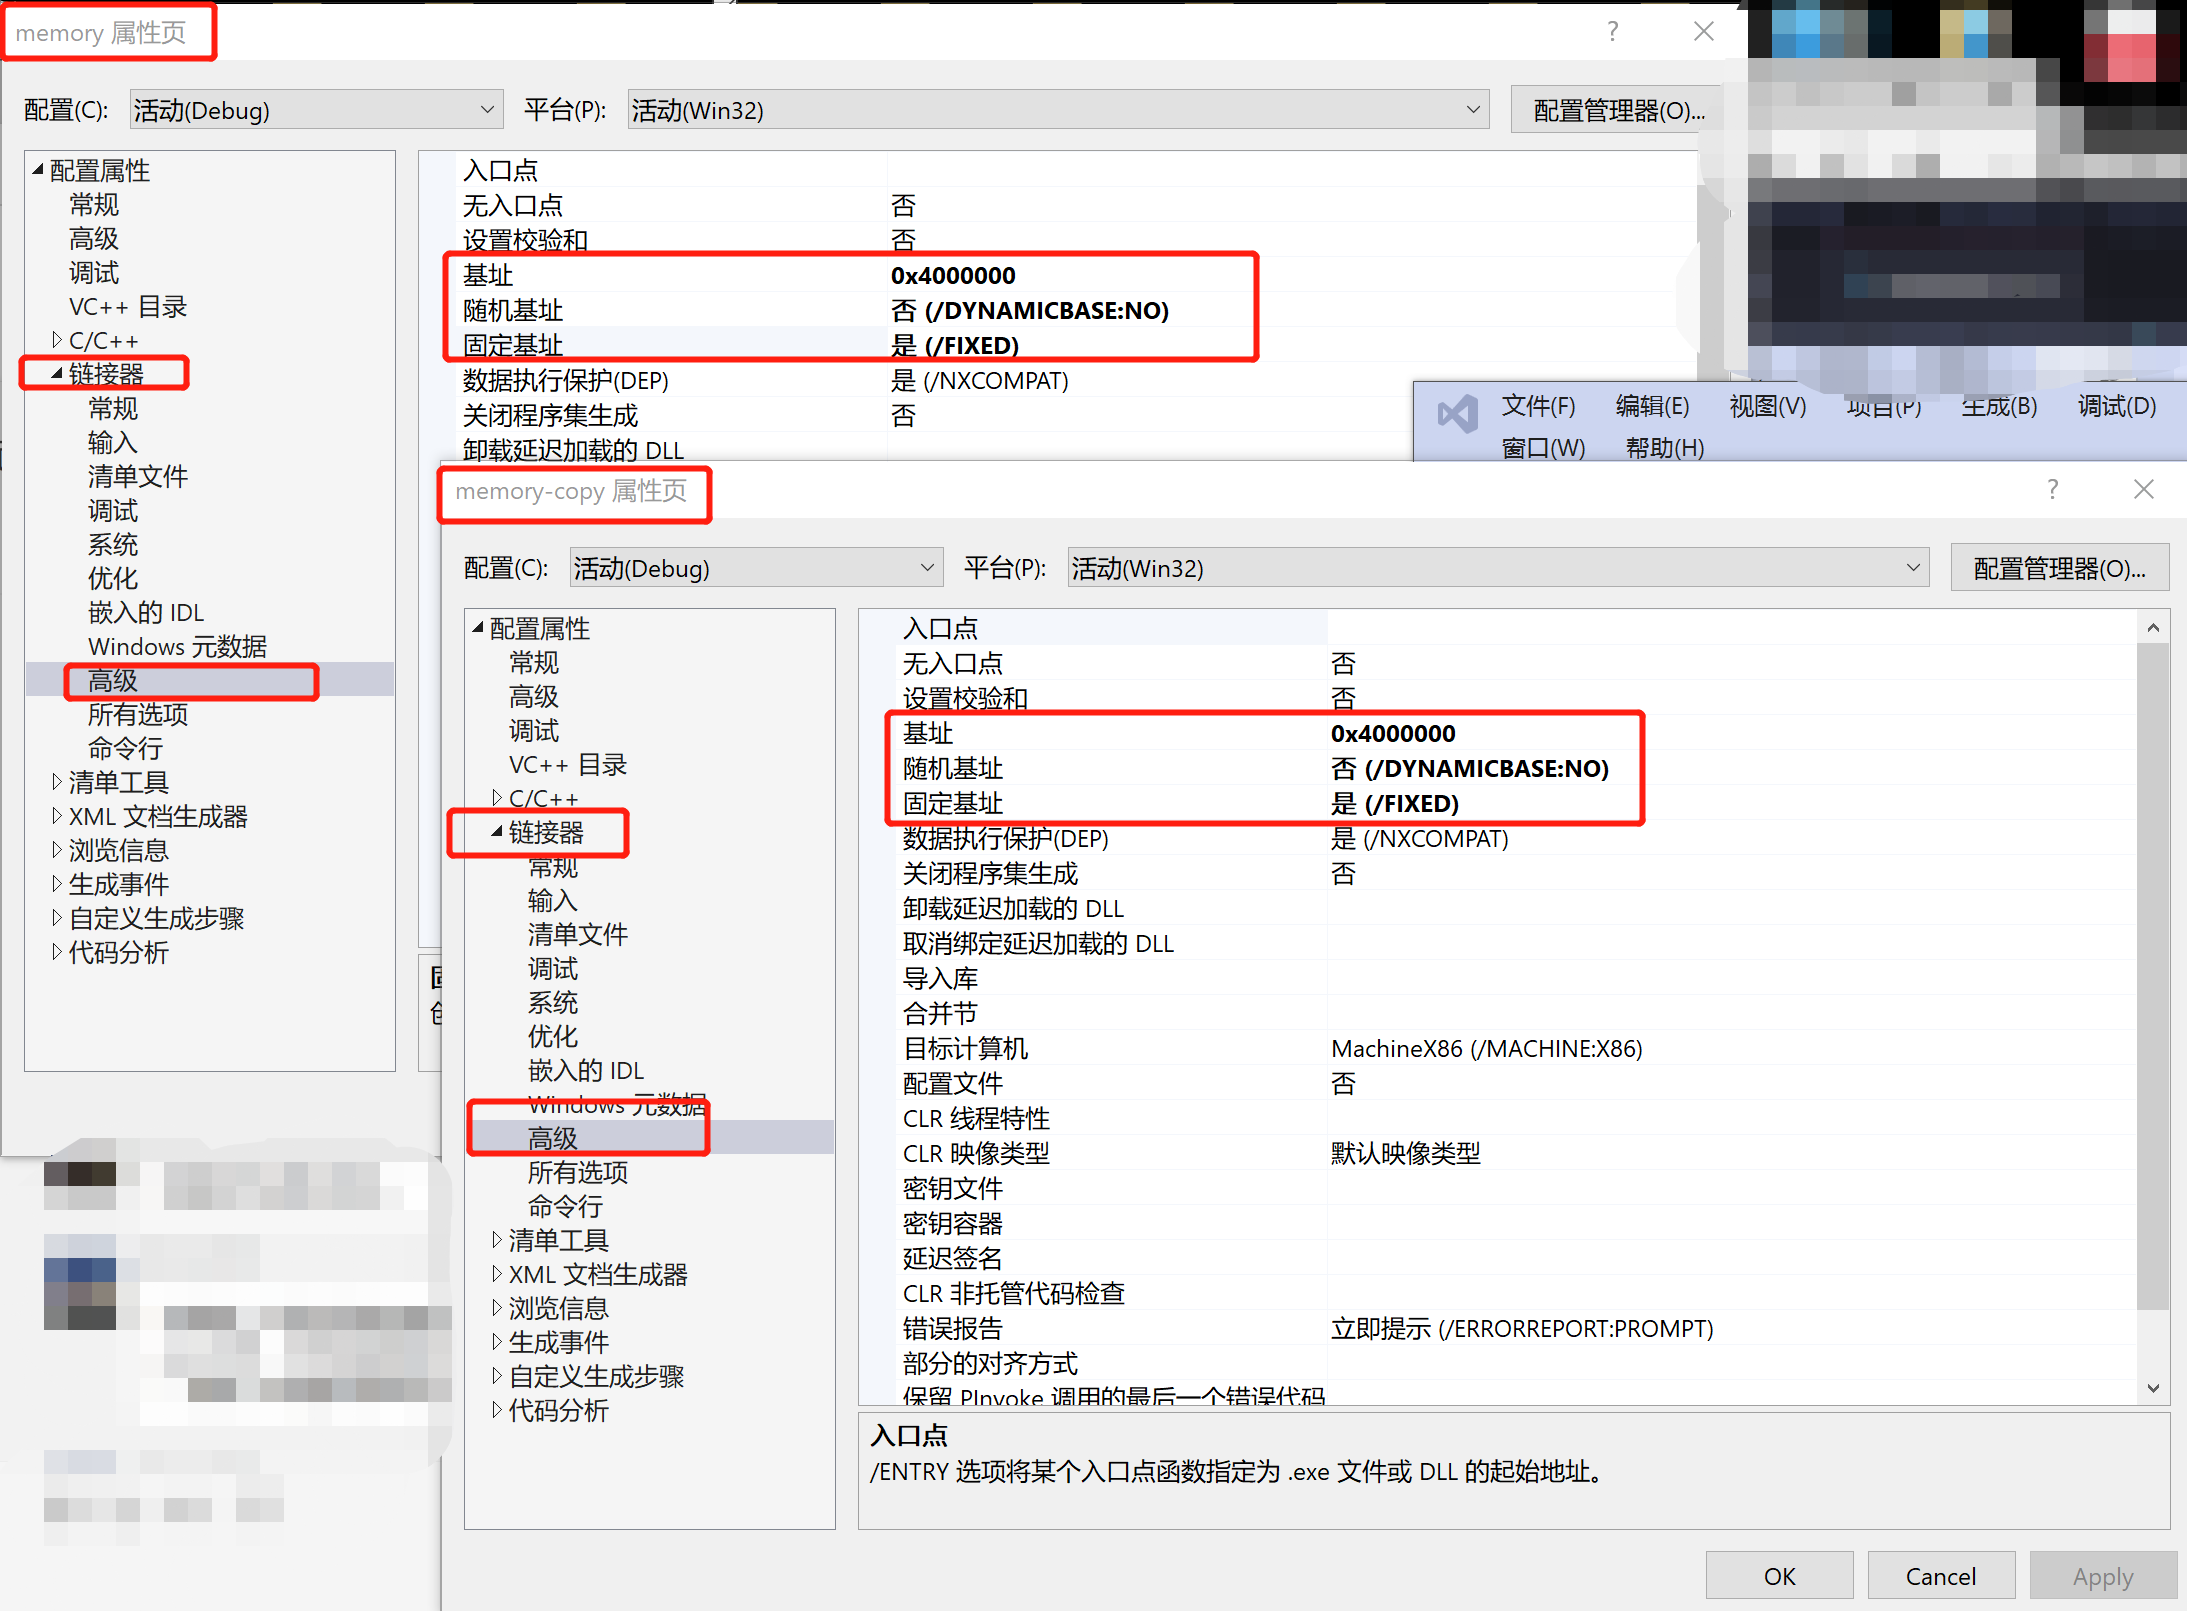 memory 属性页
配置(C):
活动(Debug)
平台(P):
活动(Win32)
配置管理器(O)...
配置属性
常规
高级
调试
VC++ 目录
C/C++
链接器
常规
输入
清单文件
调试
系统
优化
嵌入的 IDL
Windows 元数据
高级
所有选项
命令行
清单工具
XML 文档生成器
浏览信息
生成事件
自定义生成步骤
代码分析
入口点
无入口点 否
设置校验和 否
基址 0x4000000
随机基址 否 (/DYNAMICBASE:NO)
固定基址 是 (/FIXED)
数据执行保护(DEP) 是 (/NXCOMPAT)
关闭程序集生成 否
卸载延迟加载的 DLL
文件(F) 编辑(E) 视图(V) 项目(P) 生成(B) 调试(D)
窗口(W) 帮助(H)
memory-copy 属性页
配置(C):
活动(Debug)
平台(P):
活动(Win32)
配置管理器(O)...
配置属性
常规
高级
调试
VC++ 目录
C/C++
链接器
常规
输入
清单文件
调试
系统
优化
嵌入的 IDL
Windows 元数据
高级
所有选项
命令行
清单工具
XML 文档生成器
浏览信息
生成事件
自定义生成步骤
代码分析
入口点
无入口点 否
设置校验和 否
基址 0x4000000
随机基址 否 (/DYNAMICBASE:NO)
固定基址 是 (/FIXED)
数据执行保护(DEP) 是 (/NXCOMPAT)
关闭程序集生成 否
卸载延迟加载的 DLL
取消绑定延迟加载的 DLL
导入库
合并节
目标计算机 MachineX86 (/MACHINE:X86)
配置文件 否
CLR 线程特性
CLR 映像类型 默认映像类型
密钥文件
密钥容器
延迟签名
CLR 非托管代码检查
错误报告 立即提示 (/ERRORREPORT:PROMPT)
部分的对齐方式
保留 PInvoke 调用的最后一个错误代码
入口点
/ENTRY 选项将某个入口点函数指定为 .exe 文件或 DLL 的起始地址。
OK Cancel Apply